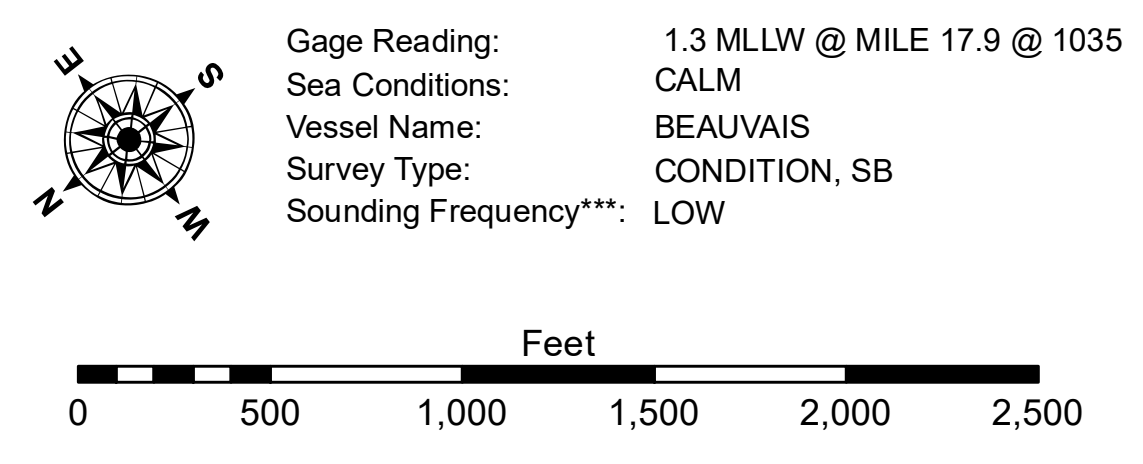 E
S
N
W
Gage Reading: 1.3 MLLW @ MILE 17.9 @ 1035
Sea Conditions: CALM
Vessel Name: BEAUVAIS
Survey Type: CONDITION, SB
Sounding Frequency***: LOW
Feet
0 500 1,000 1,500 2,000 2,500